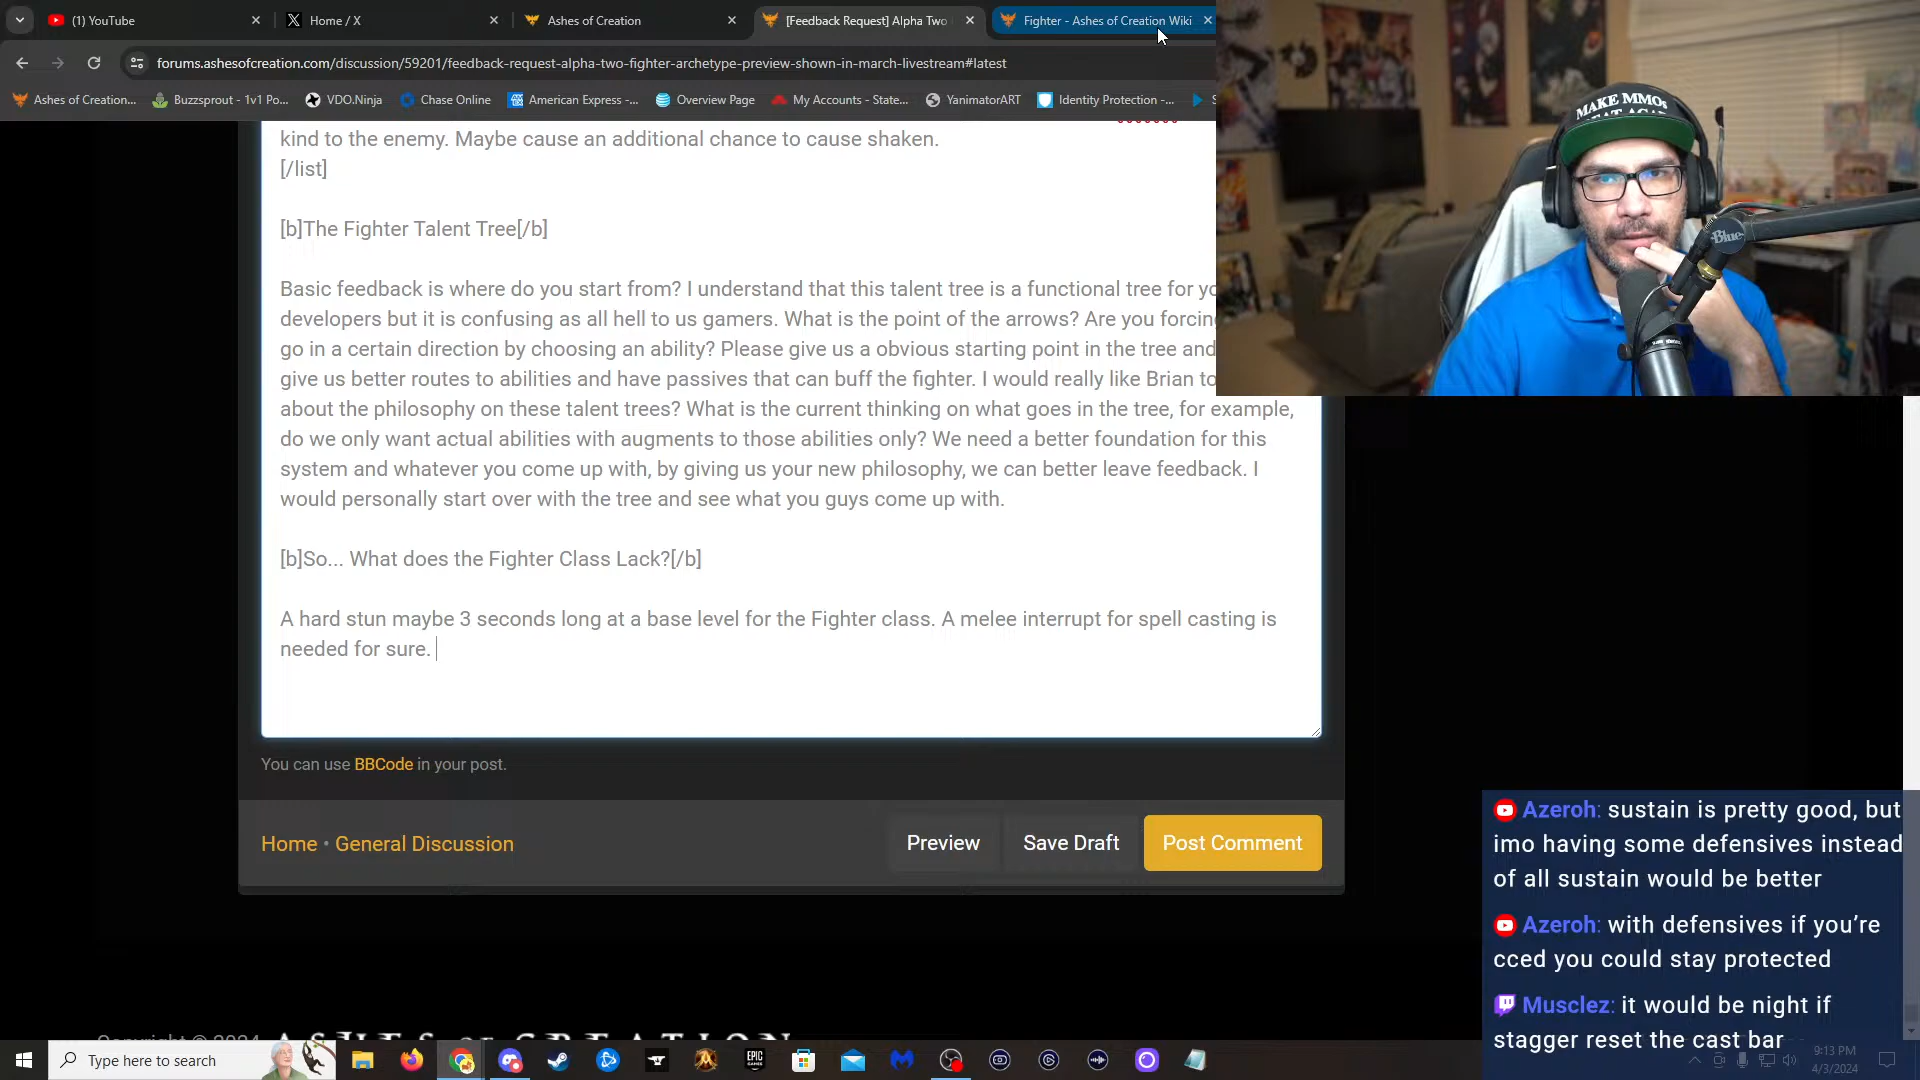 (1) YouTube
Home / X
Ashes of Creation
[Feedback Request] Alpha Two
Fighter - Ashes of Creation Wiki
forums.ashesofcreation.com/discussion/59201/feedback-request-alpha-two-fighter-archetype-preview-shown-in-march-livestream#latest
Ashes of Creation...
Buzzsprout - 1v1 Po...
VDO.Ninja
Chase Online
American Express -...
Overview Page
My Accounts - State...
YanimatorART
Identity Protection -...
MAKE MMOs
GREAT AGAIN
kind to the enemy. Maybe cause an additional chance to cause shaken.
[/list]
[b]The Fighter Talent Tree[/b]
Basic feedback is where do you start from? I understand that this talent tree is a functional tree for yo
developers but it is confusing as all hell to us gamers. What is the point of the arrows? Are you forcing
go in a certain direction by choosing an ability? Please give us a obvious starting point in the tree and
give us better routes to abilities and have passives that can buff the fighter. I would really like Brian to
about the philosophy on these talent trees? What is the current thinking on what goes in the tree, for example,
do we only want actual abilities with augments to those abilities only? We need a better foundation for this
system and whatever you come up with, by giving us your new philosophy, we can better leave feedback. I
would personally start over with the tree and see what you guys come up with.
[b]So... What does the Fighter Class Lack?[/b]
A hard stun maybe 3 seconds long at a base level for the Fighter class. A melee interrupt for spell casting is
needed for sure.
Blue
You can use BBCode in your post.
Home • General Discussion
Preview
Save Draft
Post Comment
Azeroh: sustain is pretty good, but
imo having some defensives instead
of all sustain would be better
Azeroh: with defensives if you're
cced you could stay protected
Musclez: it would be night if
stagger reset the cast bar
Copyright © 2024
ASHES of CREATION
Type here to search
EPIC
GAMES
9:13 PM
4/3/2024